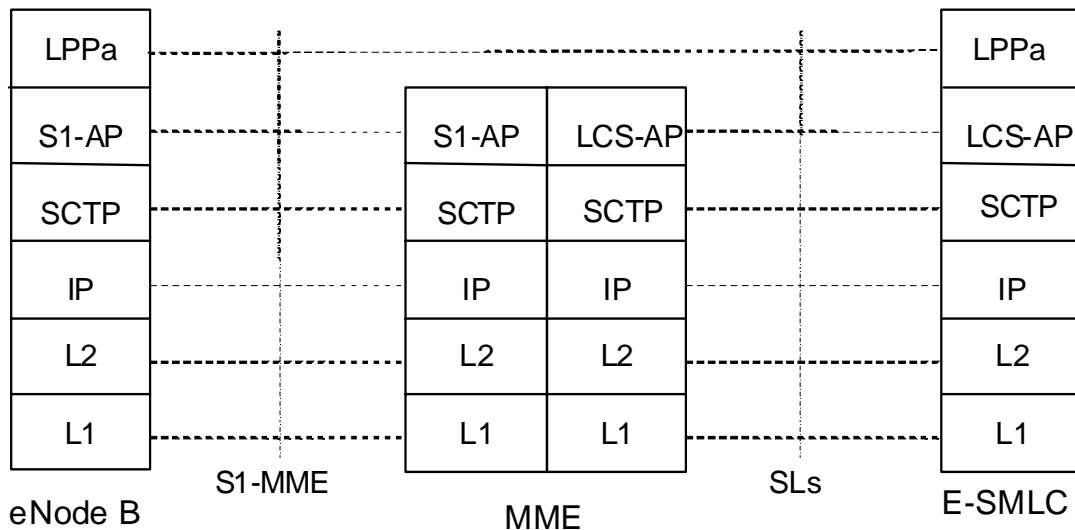 LPPa LPPa
S1-AP S1-AP LCS-AP LCS-AP
SCTP SCTP SCTP SCTP
IP IP IP IP
L2 L2 L2 L2
L1 L1 L1 L1
S1-MME SLs
eNode B MME E-SMLC